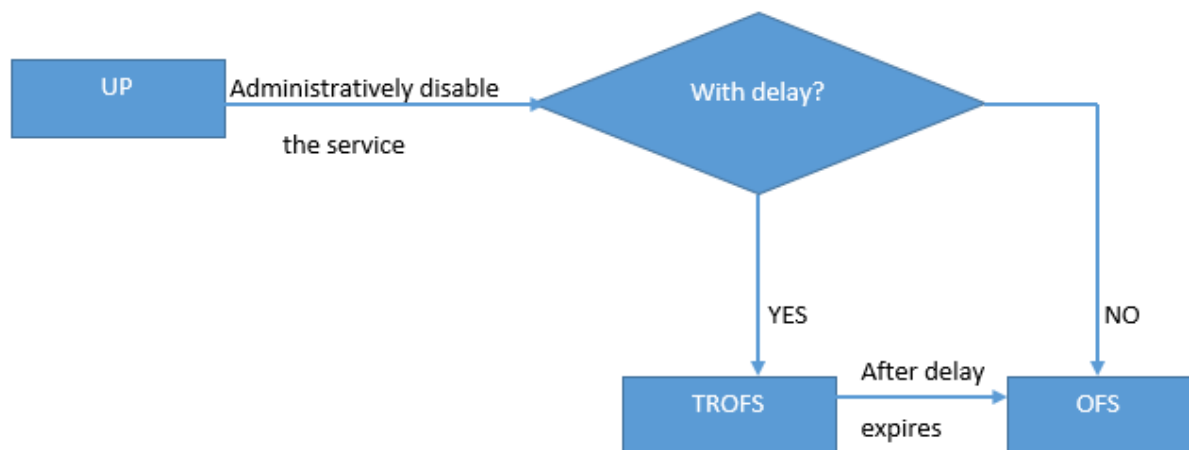 UP
Administratively disable
the service
With delay?
YES
NO
TROFS
After delay
expires
OFS